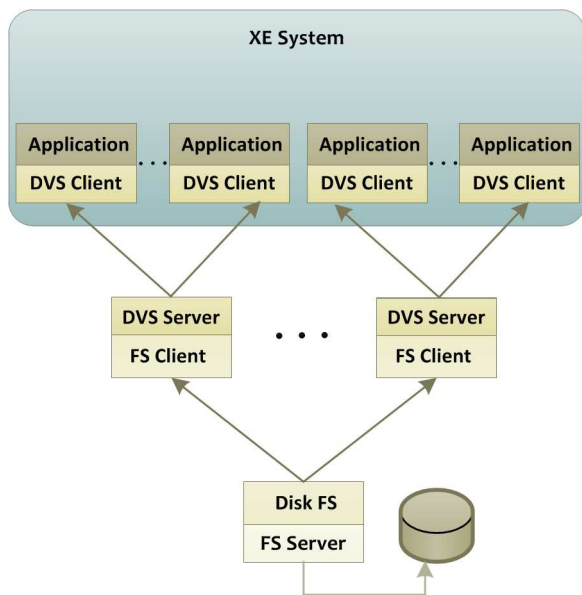 XE System
Application
Application
Application
Application
DVS Client
DVS Client
DVS Client
DVS Client
DVS Server
DVS Server
FS Client
FS Client
Disk FS
FS Server